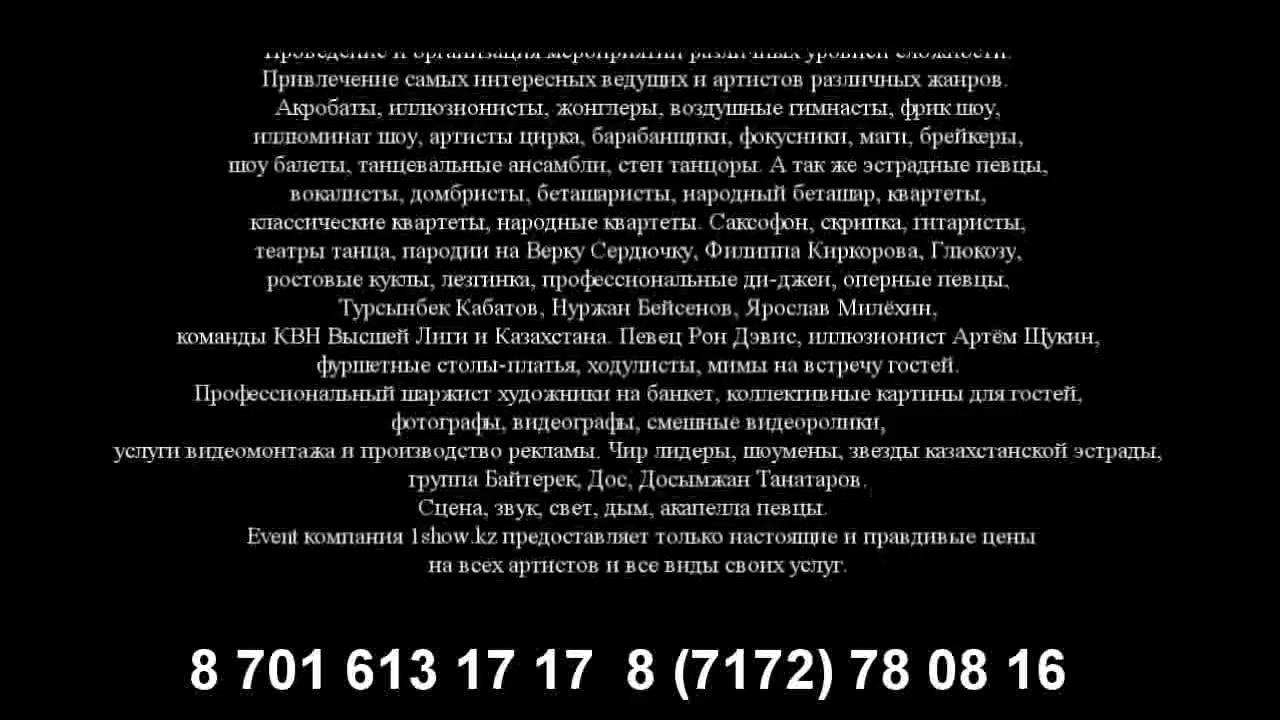 Проведение и организация мероприятий различных уровней сложности.
Привлечение самых интересных ведущих и артистов различных жанров.
Акробаты, иллюзионисты, жонглеры, воздушные гимнасты, фрик шоу,
иллюминат шоу, артисты цирка, барабанщики, фокусники, маги, брейкеры,
шоу балеты, танцевальные ансамбли, степ танцоры. А так же эстрадные певцы,
вокалисты, домбристы, беташаристы, народный беташар, квартеты,
классические квартеты, народные квартеты. Саксофон, скрипка, гитаристы,
театры танца, пародии на Верку Сердючку, Филиппа Киркорова, Глюкозу,
ростовые куклы, лезгинка, профессиональные ди-джеи, оперные певцы,
Турсынбек Кабатов, Нуржан Бейсенов, Ярослав Милёхин,
команды КВН Высшей Лиги и Казахстана. Певец Рон Дэвис, иллюзионист Артём Щукин,
фуршетные столы-платья, ходулисты, мимы на встречу гостей.
Профессиональный шаржист художники на банкет, коллективные картины для гостей,
фотографы, видеографы, смешные видеоролики,
услуги видеомонтажа и производство рекламы. Чир лидеры, шоумены, звезды казахстанской эстрады,
группа Байтерек, Дос, Досымжан Танатаров.
Сцена, звук, свет, дым, акапелла певцы.
Event компания 1show.kz предоставляет только настоящие и правдивые цены
на всех артистов и все виды своих услуг.
8 701 613 17 17 8 (7172) 78 08 16